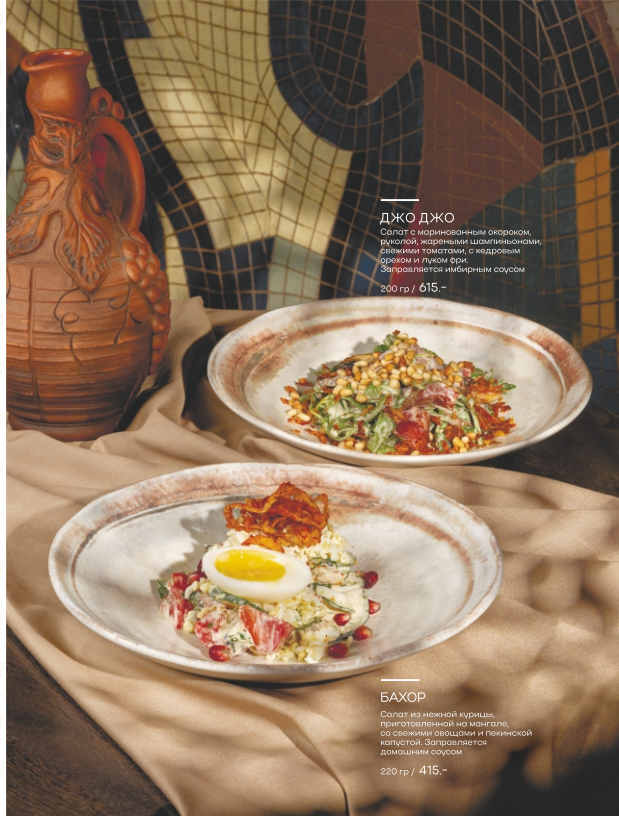 ДЖО ДЖО
Салат с маринованным окороком,
руколой, жареными шампиньонами,
свежими томатами, с кедровым
орехом и луком фри.
Заправляется имбирным соусом
200 гр / 615.-
БАХОР
Салат из нежной курицы,
приготовленной на мангале,
со свежими овощами и пекинской
капустой. Заправляется
домашним соусом
220 гр / 415.-